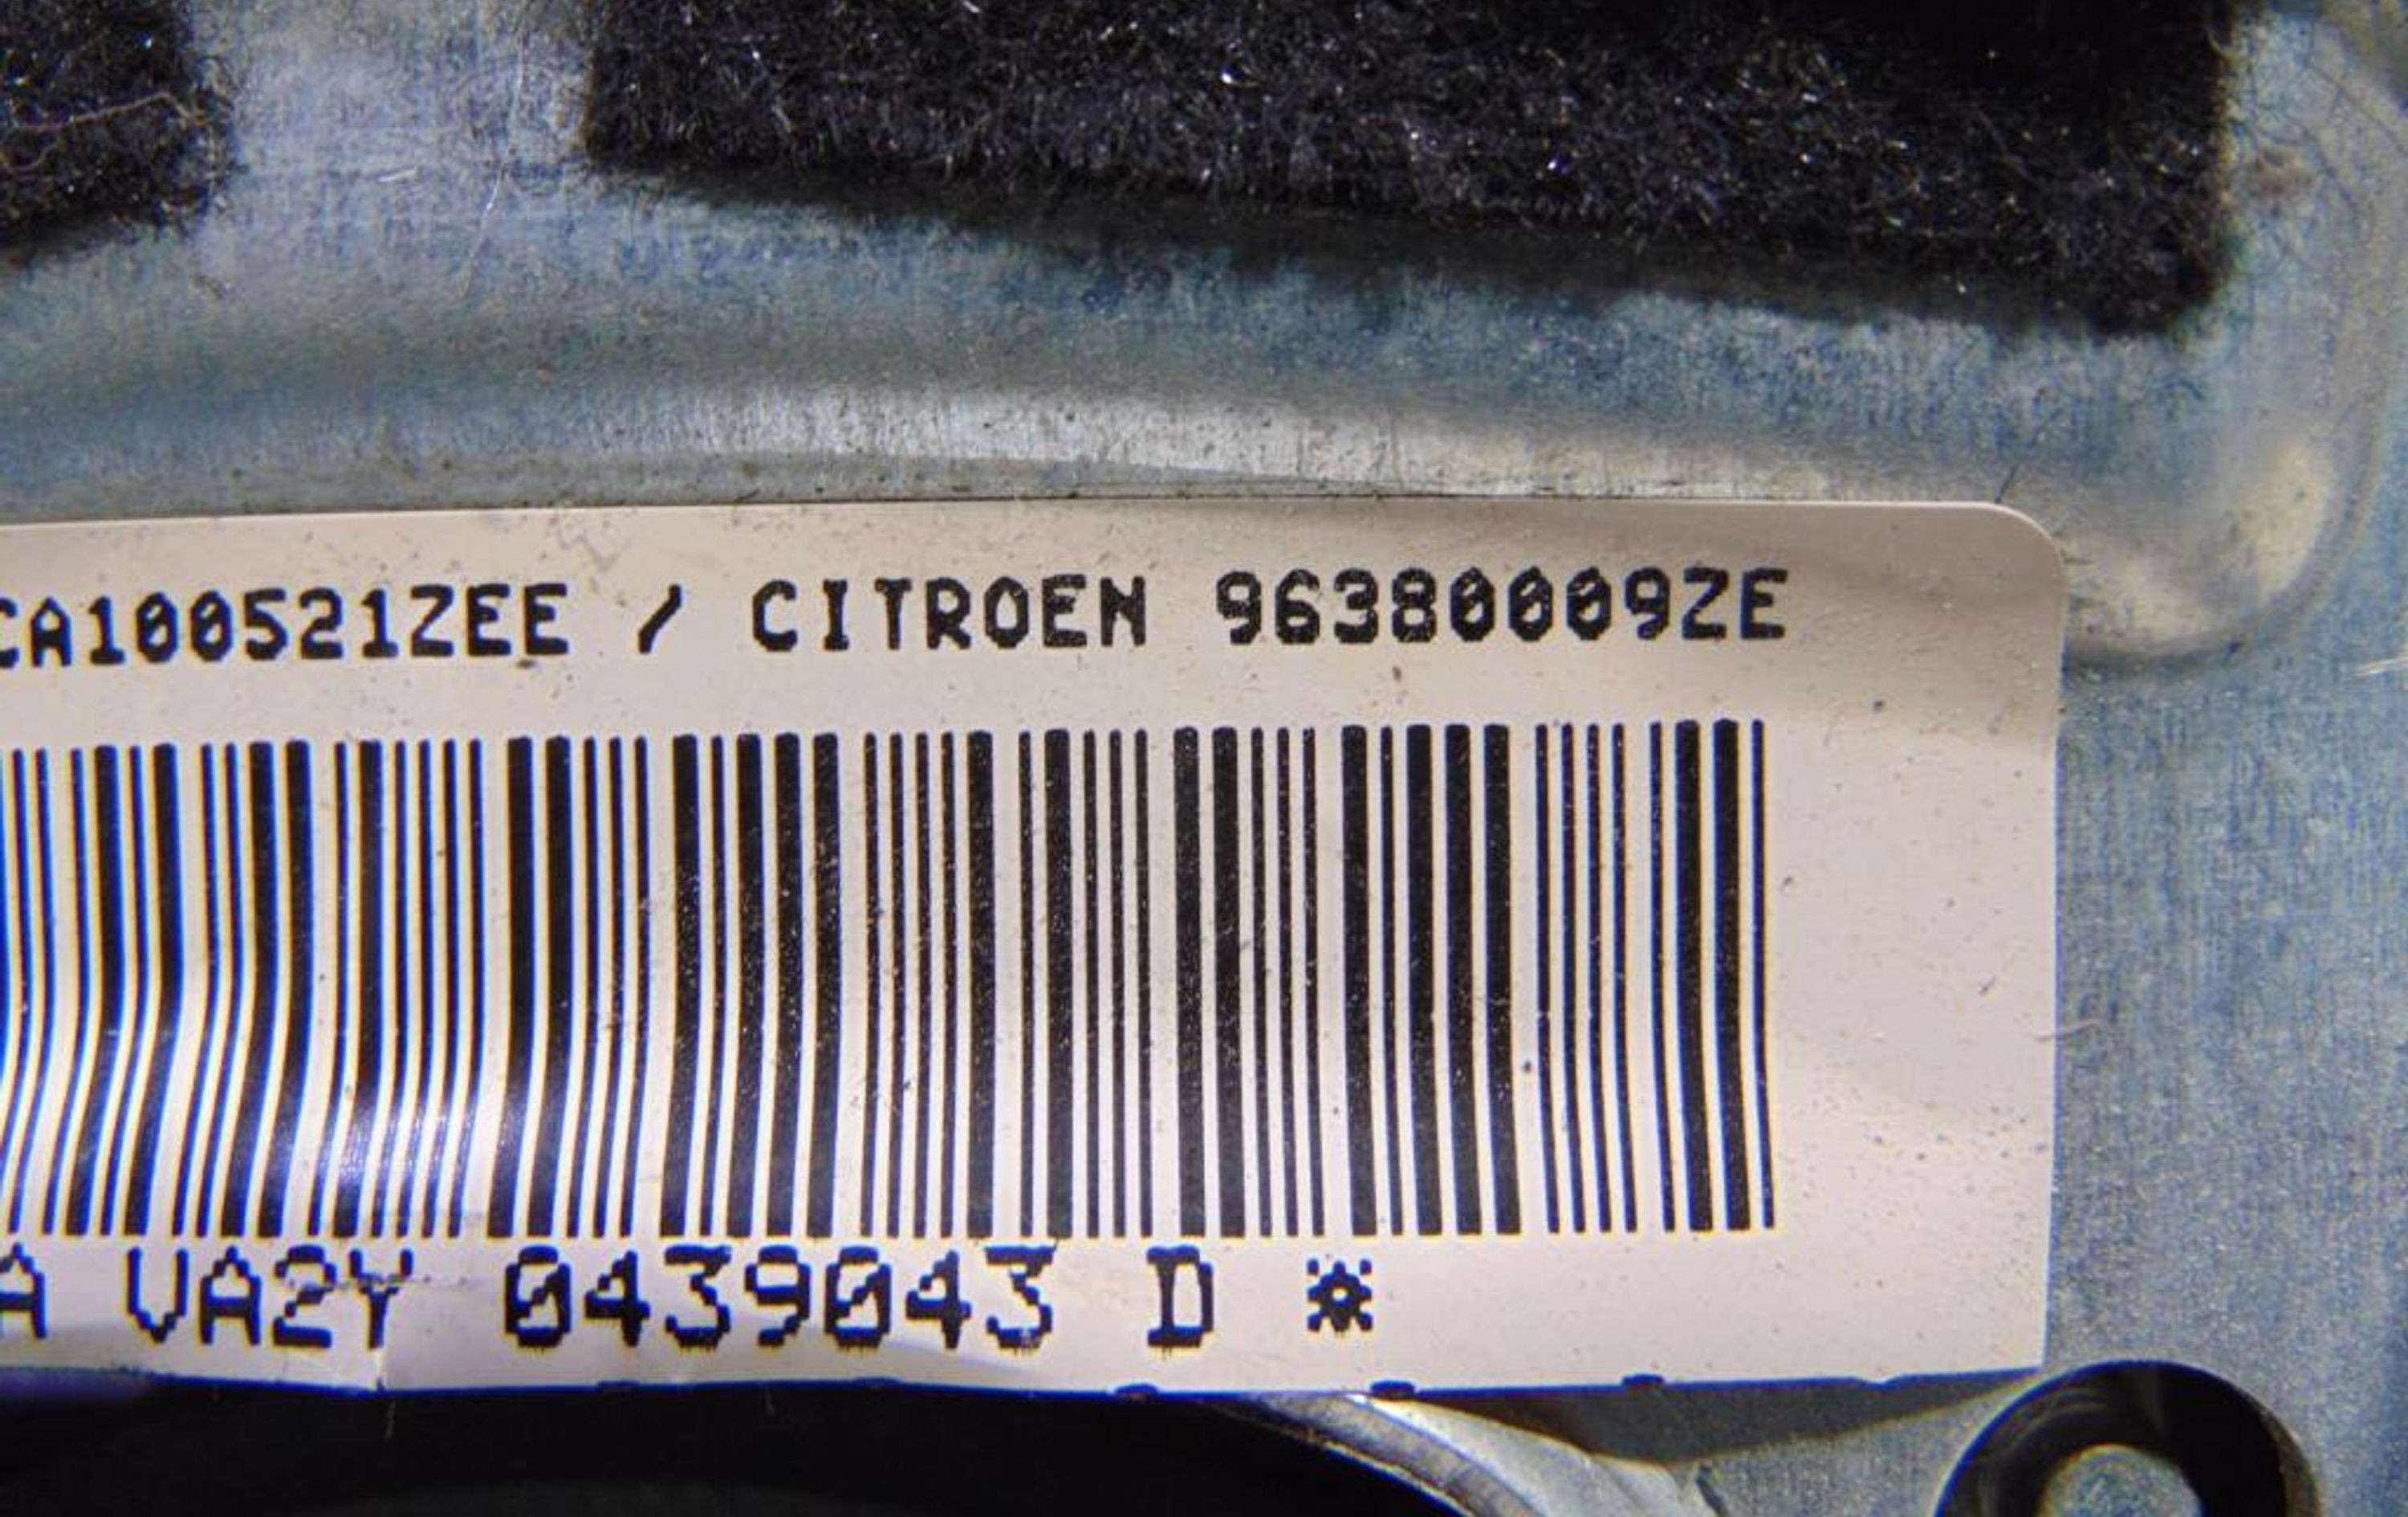 CA100521ZEE / CITROEN 96380009ZE
A VA2Y 0439043 D *